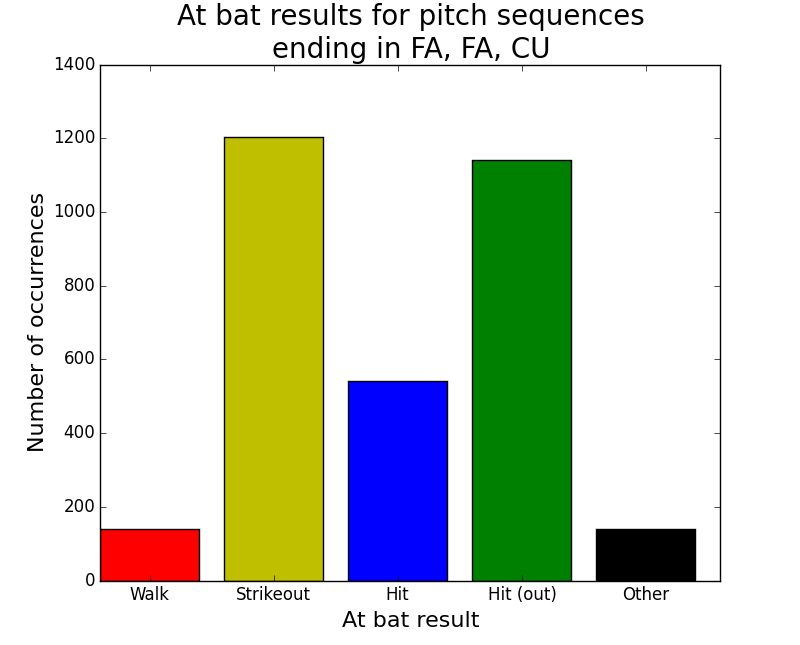 At bat results for pitch sequences
ending in FA, FA, CU
1400
1200
1000
800
600
400
200
0
Number of occurrences
Walk
Strikeout
Hit
Hit (out)
Other
At bat result